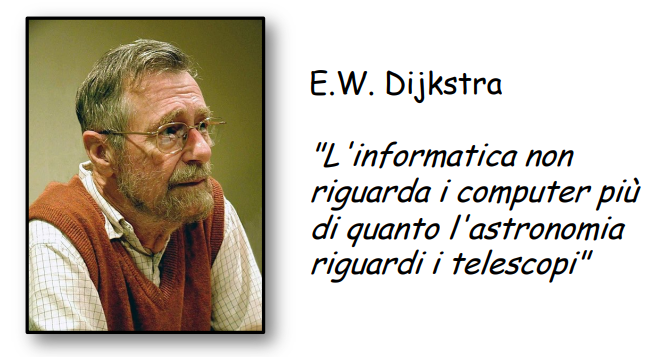 E.W. Dijkstra
"L'informatica non
riguarda i computer più
di quanto l'astronomia
riguardi i telescopi"